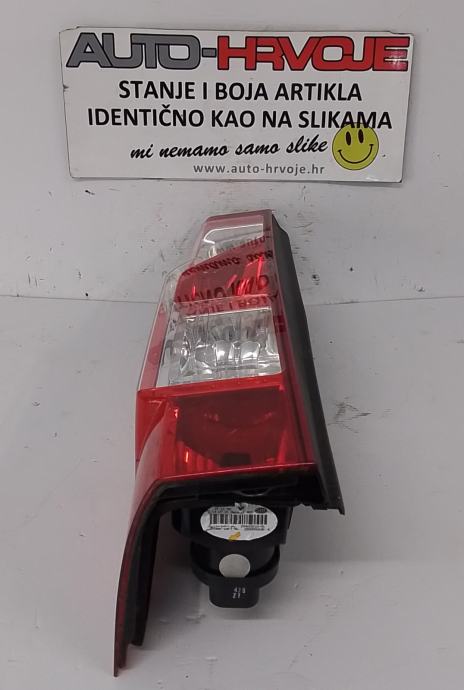 AUTO-HRVOJE
STANJE I BOJA ARTIKLA
IDENTIČNO KAO NA SLIKAMA
mi nemamo samo slike
www.auto-hrvoje.hr